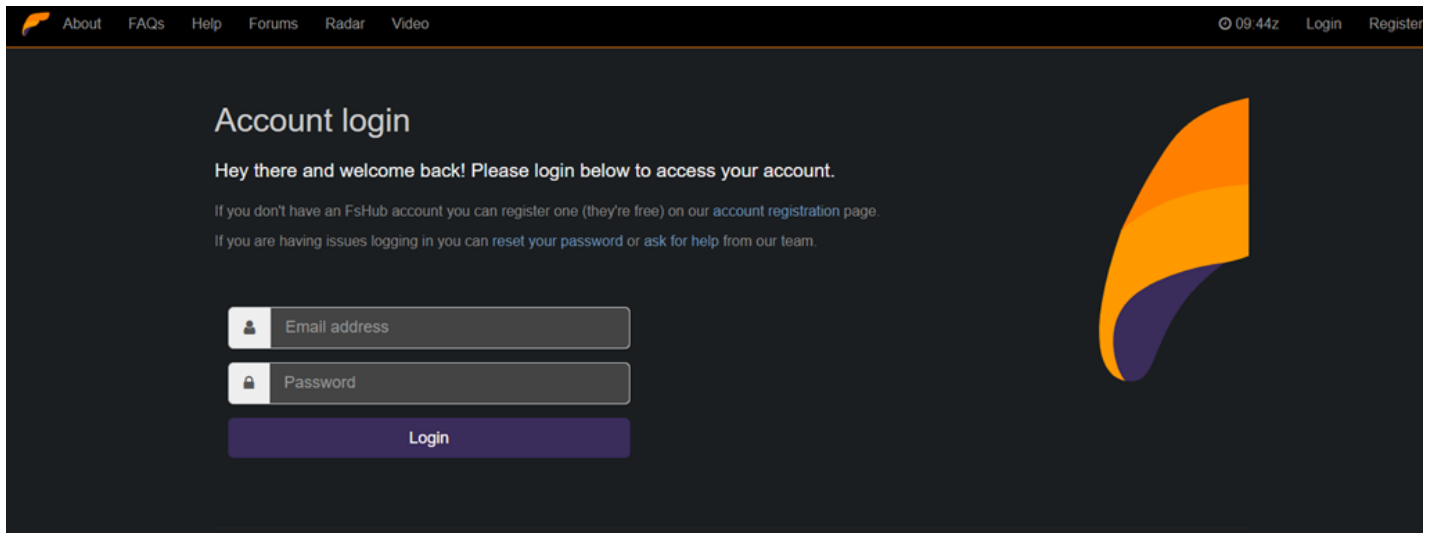 About FAQs Help Forums Radar Video 09:44z Login Register
Account login
Hey there and welcome back! Please login below to access your account.
If you don't have an FsHub account you can register one (they're free) on our account registration page.
If you are having issues logging in you can reset your password or ask for help from our team.
Email address
Password
Login